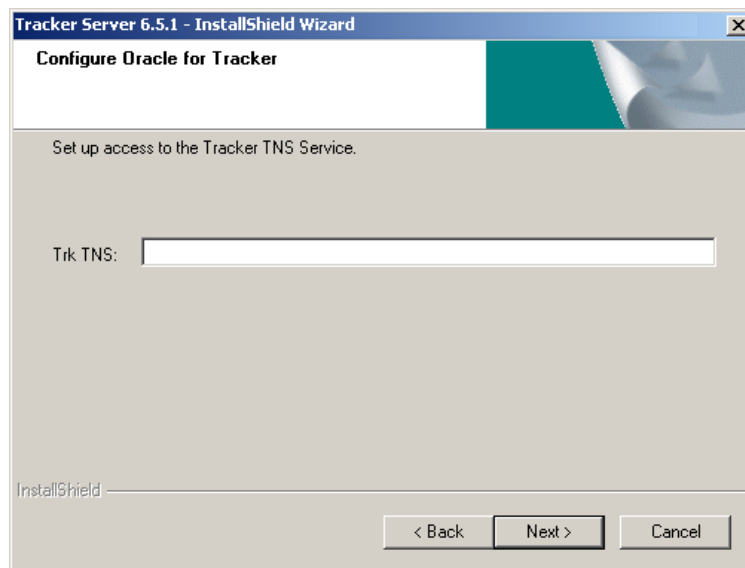 Tracker Server 6.5.1 - InstallShield Wizard
Configure Oracle for Tracker
Set up access to the Tracker TNS Service.
Trk TNS:
InstallShield
< Back Next > Cancel